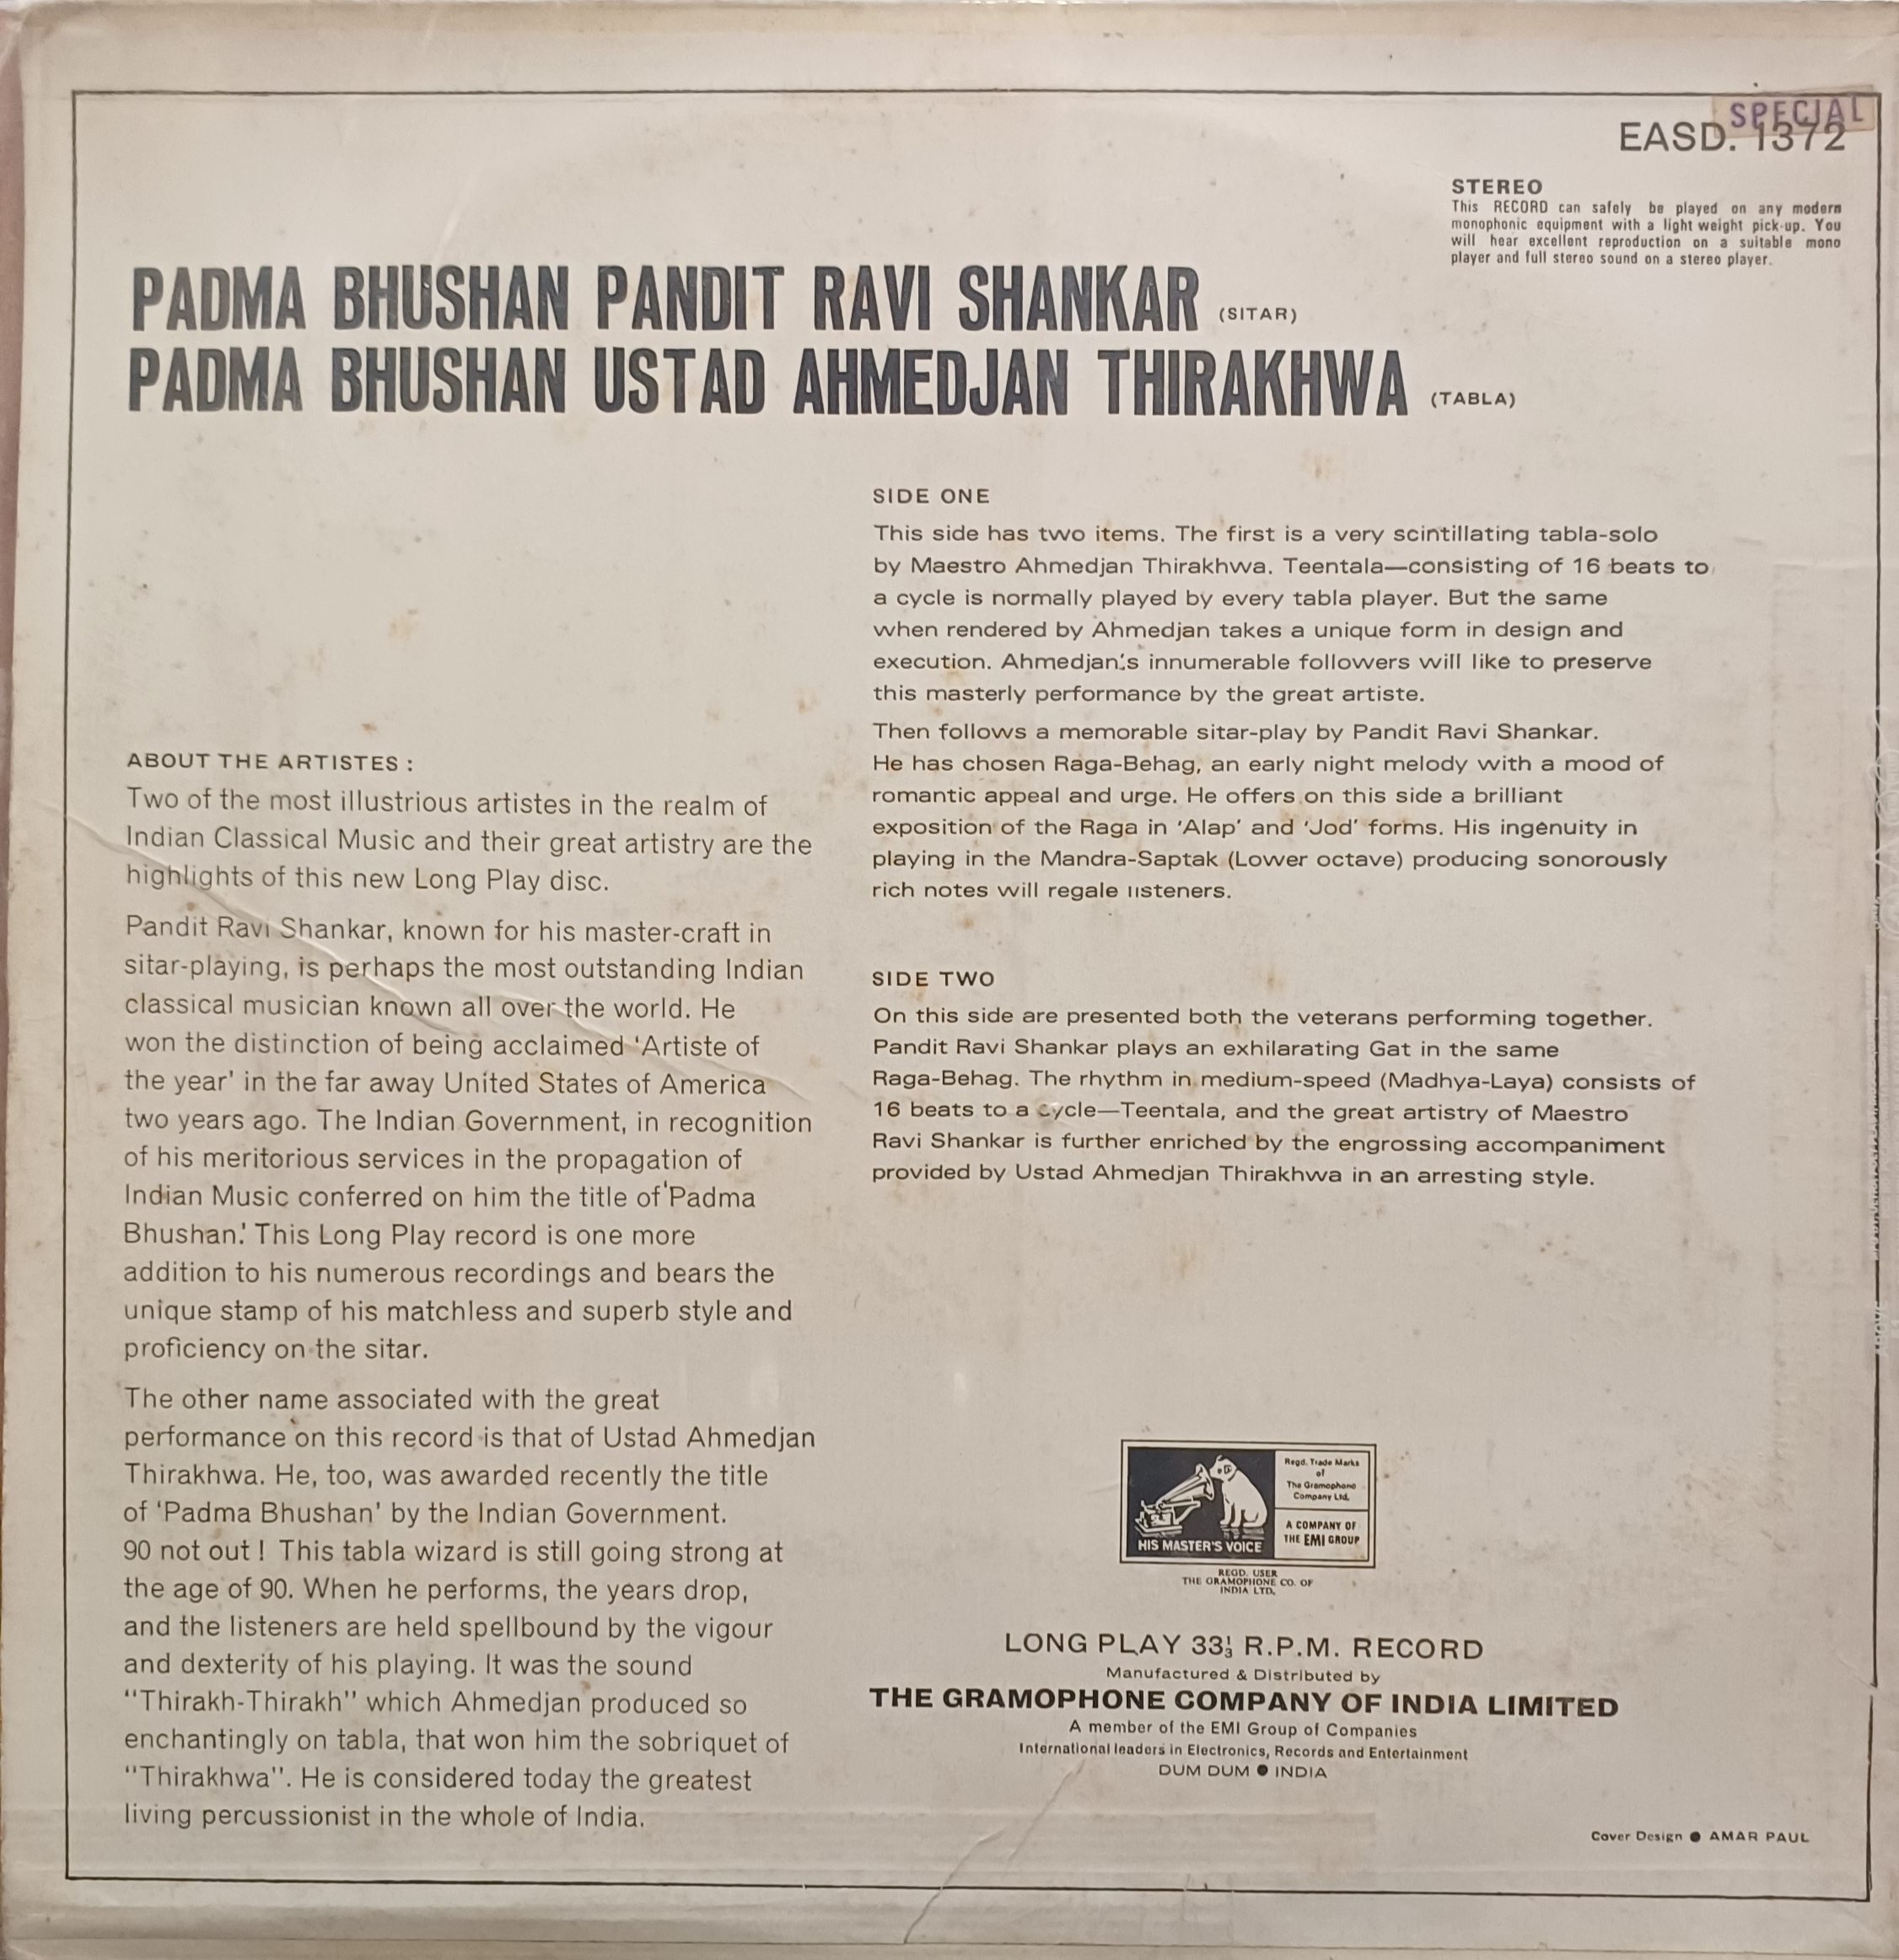 SPECIAL
EASD. 1372
STEREO
This RECORD can safely be played on any modern
monophonic equipment with a light weight pick-up. You
will hear excellent reproduction on a suitable mono
player and full stereo sound on a stereo player.
PADMA BHUSHAN PANDIT RAVI SHANKAR (SITAR)
PADMA BHUSHAN USTAD AHMEDJAN THIRAKHWA (TABLA)
ABOUT THE ARTISTES :
Two of the most illustrious artistes in the realm of
Indian Classical Music and their great artistry are the
highlights of this new Long Play disc.
Pandit Ravi Shankar, known for his master-craft in
sitar-playing, is perhaps the most outstanding Indian
classical musician known all over the world. He
won the distinction of being acclaimed ‘Artiste of
the year’ in the far away United States of America
two years ago. The Indian Government, in recognition
of his meritorious services in the propagation of
Indian Music conferred on him the title of 'Padma
Bhushan.' This Long Play record is one more
addition to his numerous recordings and bears the
unique stamp of his matchless and superb style and
proficiency on the sitar.
The other name associated with the great
performance on this record is that of Ustad Ahmedjan
Thirakhwa. He, too, was awarded recently the title
of ‘Padma Bhushan’ by the Indian Government.
90 not out ! This tabla wizard is still going strong at
the age of 90. When he performs, the years drop,
and the listeners are held spellbound by the vigour
and dexterity of his playing. It was the sound
“Thirakh-Thirakh” which Ahmedjan produced so
enchantingly on tabla, that won him the sobriquet of
“Thirakhwa”. He is considered today the greatest
living percussionist in the whole of India.
SIDE ONE
This side has two items. The first is a very scintillating tabla-solo
by Maestro Ahmedjan Thirakhwa. Teentala—consisting of 16 beats to
a cycle is normally played by every tabla player. But the same
when rendered by Ahmedjan takes a unique form in design and
execution. Ahmedjan's innumerable followers will like to preserve
this masterly performance by the great artiste.
Then follows a memorable sitar-play by Pandit Ravi Shankar.
He has chosen Raga-Behag, an early night melody with a mood of
romantic appeal and urge. He offers on this side a brilliant
exposition of the Raga in ‘Alap’ and ‘Jod’ forms. His ingenuity in
playing in the Mandra-Saptak (Lower octave) producing sonorously
rich notes will regale listeners.
SIDE TWO
On this side are presented both the veterans performing together.
Pandit Ravi Shankar plays an exhilarating Gat in the same
Raga-Behag. The rhythm in medium-speed (Madhya-Laya) consists of
16 beats to a cycle—Teentala, and the great artistry of Maestro
Ravi Shankar is further enriched by the engrossing accompaniment
provided by Ustad Ahmedjan Thirakhwa in an arresting style.
HIS MASTER'S VOICE
Regd. Trade Marks
of
The Gramophone
Company Ltd.
A COMPANY OF
THE EMI GROUP
REGD. USER
THE GRAMOPHONE CO. OF
INDIA LTD.
LONG PLAY 33⅓ R.P.M. RECORD
Manufactured & Distributed by
THE GRAMOPHONE COMPANY OF INDIA LIMITED
A member of the EMI Group of Companies
International leaders in Electronics, Records and Entertainment
DUM DUM ● INDIA
Cover Design ● AMAR PAUL